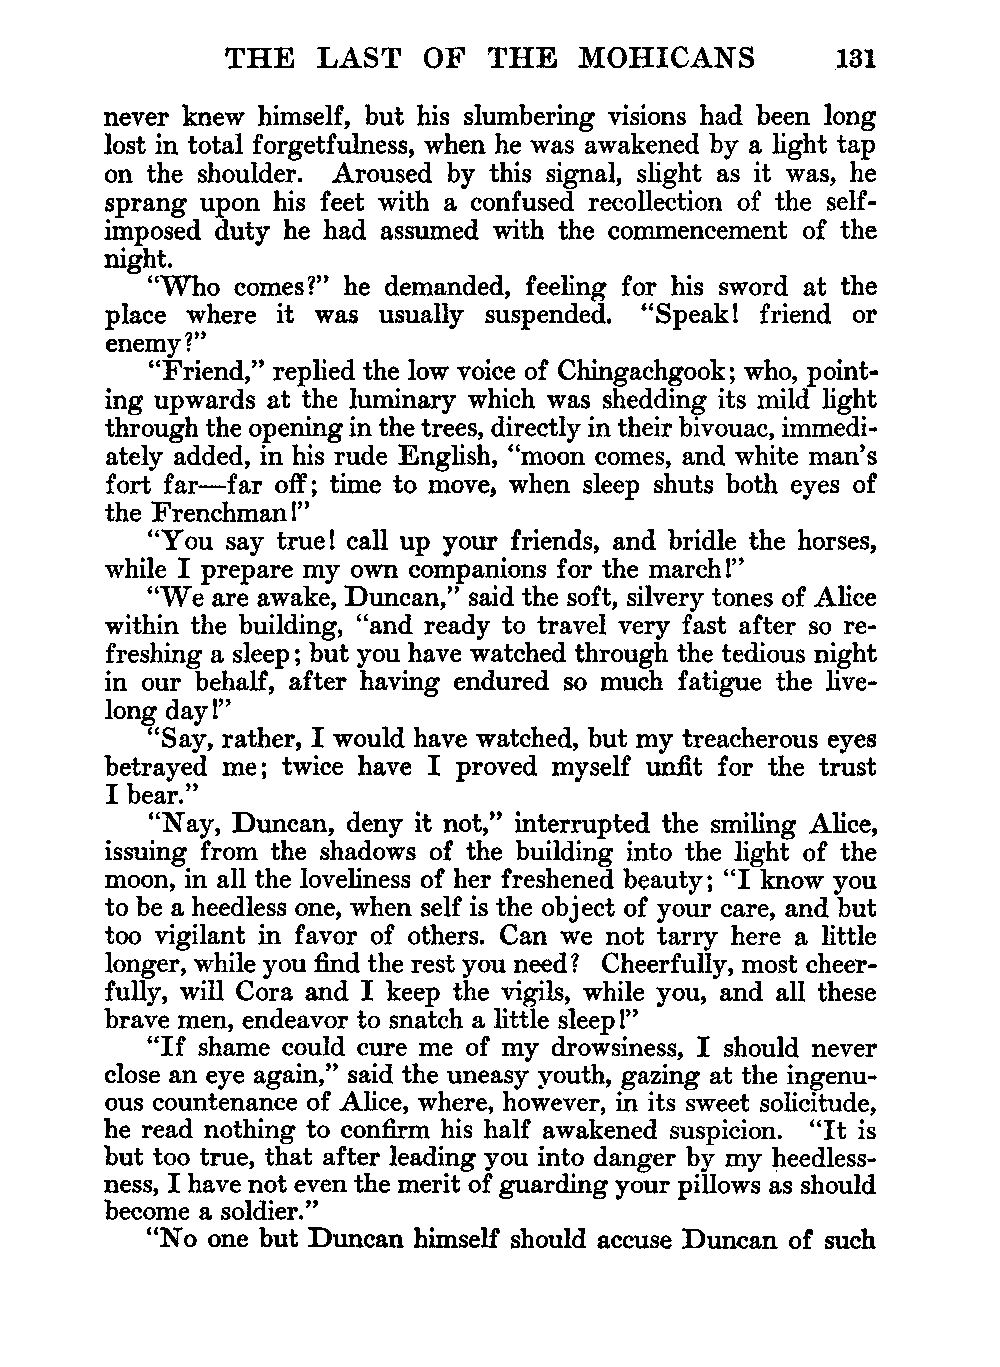 THE LAST OF THE MOHICANS 131
never knew himself, but his slumbering visions had been long
lost in total forgetfulness, when he was awakened by a light tap
on the shoulder. Aroused by this signal, slight as it was, he
sprang upon his feet with a confused recollection of the self-
imposed duty he had assumed with the commencement of the
night.
“Who comes?” he demanded, feeling for his sword at the
place where it was usually suspended. “Speak! friend or
enemy?”
“Friend,” replied the low voice of Chingachgook; who, point-
ing upwards at the luminary which was shedding its mild light
through the opening in the trees, directly in their bivouac, immedi-
ately added, in his rude English, “moon comes, and white man’s
fort far—far off; time to move, when sleep shuts both eyes of
the Frenchman!”
“You say true! call up your friends, and bridle the horses,
while I prepare my own companions for the march!”
“We are awake, Duncan,” said the soft, silvery tones of Alice
within the building, “and ready to travel very fast after so re-
freshing a sleep; but you have watched through the tedious night
in our behalf, after having endured so much fatigue the live-
long day!”
“Say, rather, I would have watched, but my treacherous eyes
betrayed me; twice have I proved myself unfit for the trust
I bear.”
“Nay, Duncan, deny it not,” interrupted the smiling Alice,
issuing from the shadows of the building into the light of the
moon, in all the loveliness of her freshened beauty; “I know you
to be a heedless one, when self is the object of your care, and but
too vigilant in favor of others. Can we not tarry here a little
longer, while you find the rest you need? Cheerfully, most cheer-
fully, will Cora and I keep the vigils, while you, and all these
brave men, endeavor to snatch a little sleep!”
“If shame could cure me of my drowsiness, I should never
close an eye again,” said the uneasy youth, gazing at the ingenu-
ous countenance of Alice, where, however, in its sweet solicitude,
he read nothing to confirm his half awakened suspicion. “It is
but too true, that after leading you into danger by my heedless-
ness, I have not even the merit of guarding your pillows as should
become a soldier.”
“No one but Duncan himself should accuse Duncan of such